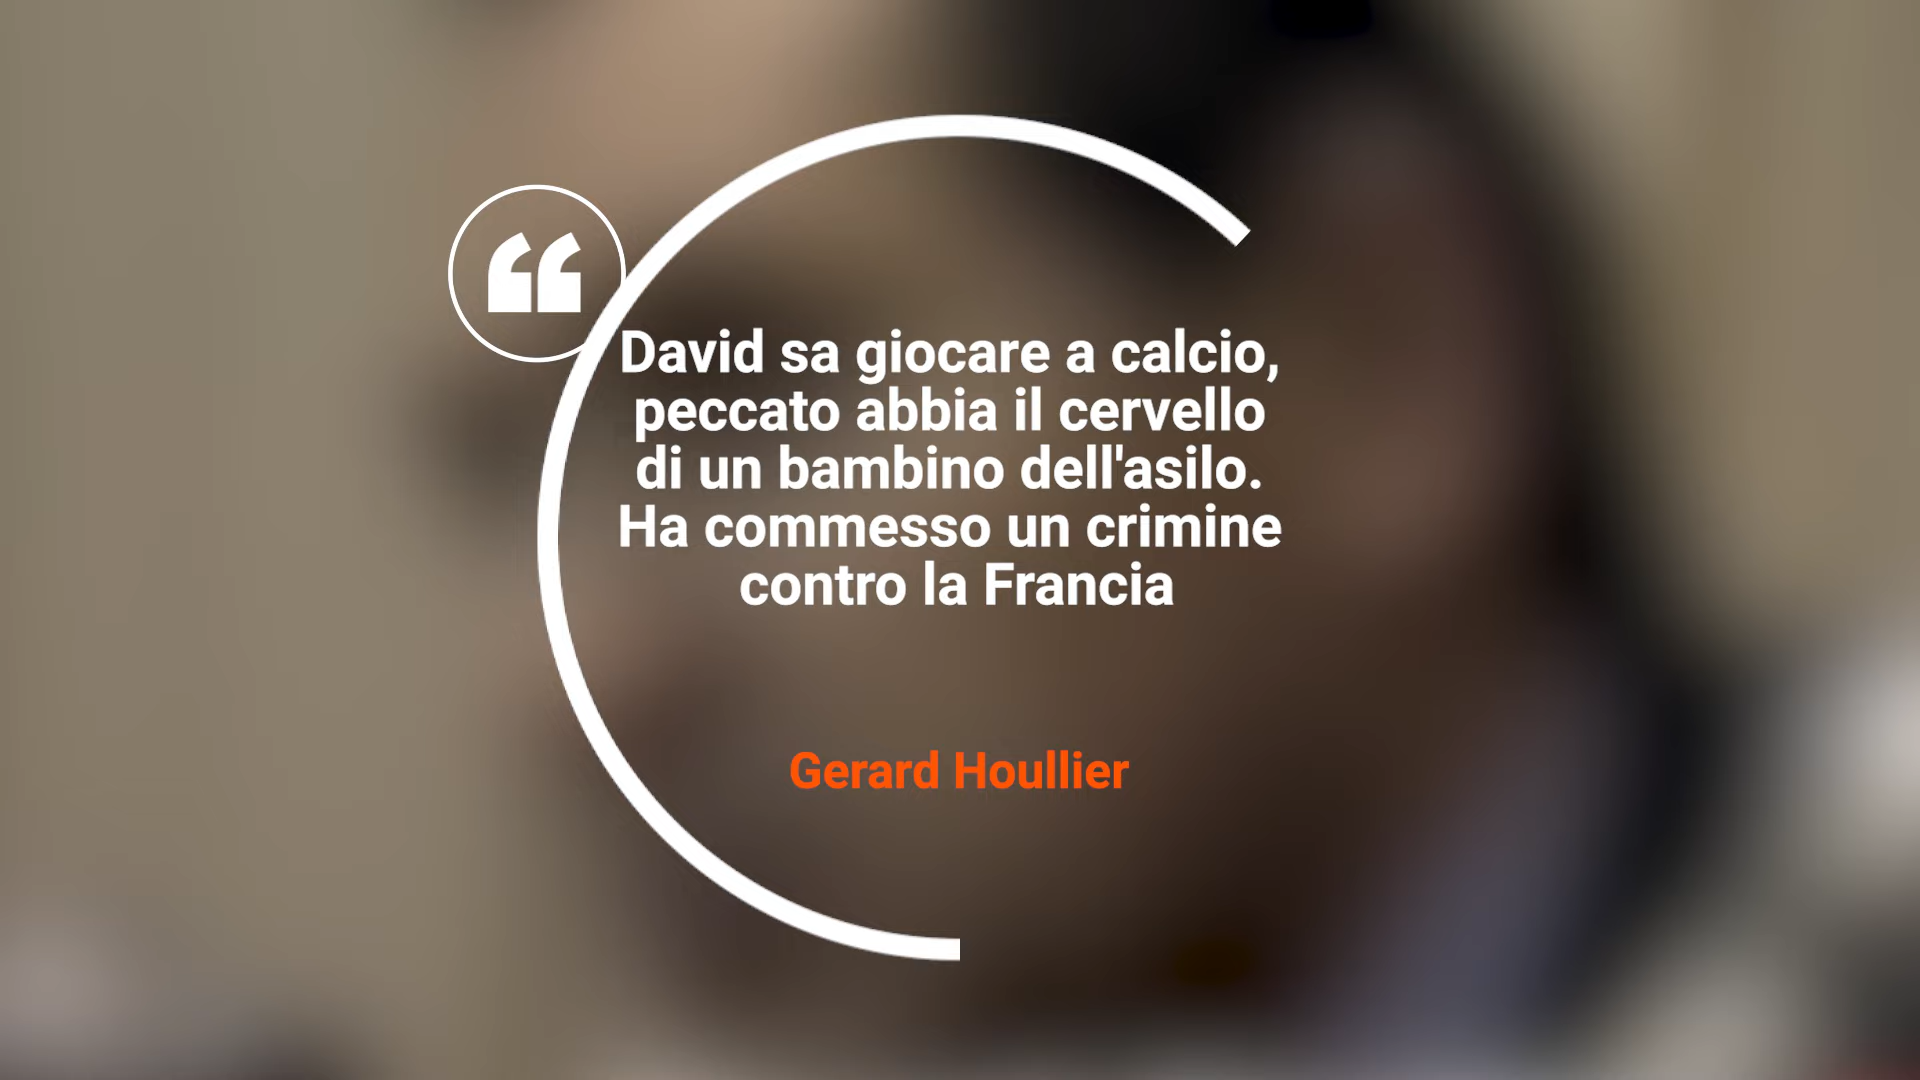 “
David sa giocare a calcio,
peccato abbia il cervello
di un bambino dell'asilo.
Ha commesso un crimine
contro la Francia
Gerard Houllier